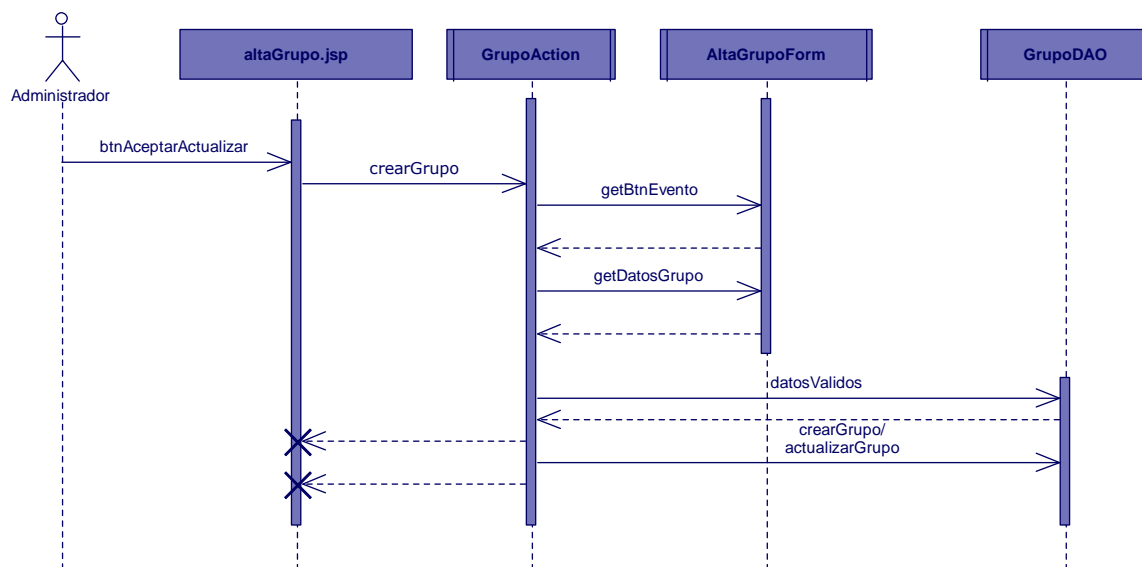 altaGrupo.jsp
GrupoAction
AltaGrupoForm
GrupoDAO
Administrador
btnAceptarActualizar
crearGrupo
getBtnEvento
getDatosGrupo
datosValidos
crearGrupo/
actualizarGrupo